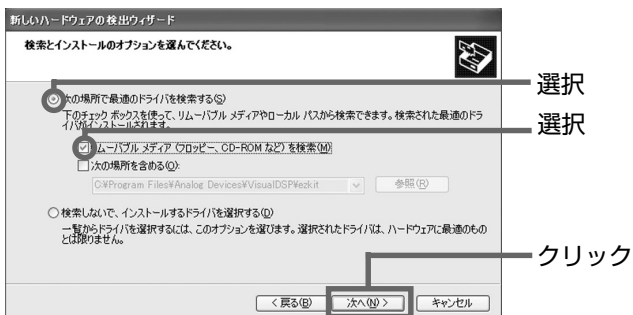 新しいハードウェアの検出ウィザード
検索とインストールのオプションを選んでください。
次の場所で最適のドライバを検索する(S)
選択
下のチェック ボックスを使って、リムーバブル メディアやローカル パスから検索できます。検索された最適のドラ
イバがインストールされます。
選択
リムーバブル メディア (フロッピー、CD-ROM など) を検索(M)
次の場所を含める(O):
C:¥Program Files¥Analog Devices¥VisualDSP¥ezkit
参照(R)
検索しないで、インストールするドライバを選択する(D)
一覧からドライバを選択するには、このオプションを選びます。選択されたドライバは、ハードウェアに最適のもの
とは限りません。
クリック
< 戻る(B)
次へ(N) >
キャンセル